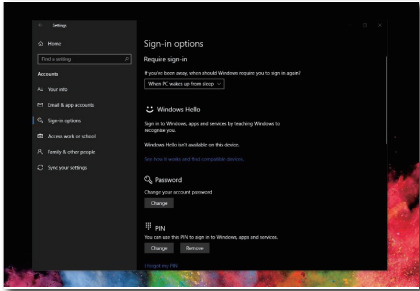 Settings
Home
Find a setting
Accounts
Your info
Email & app accounts
Sign-in options
Access work or school
Family & other people
Sync your settings
Sign-in options
Require sign-in
If you've been away, when should Windows require you to sign in again?
When PC wakes up from sleep
Windows Hello
Sign in to Windows, apps and services by teaching Windows to
recognise you.
Windows Hello isn't available on this device.
See how it works and find compatible devices.
Password
Change your account password
Change
PIN
You can use this PIN to sign in to Windows, apps and services.
Change Remove
I forgot my PIN